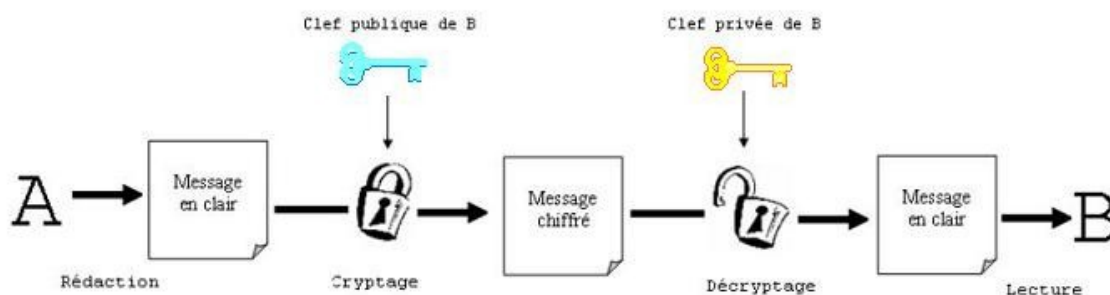 Clef publique de B
Clef privée de B
A
Message
en clair
Message
chiffré
Message
en clair
B
Rédaction
Cryptage
Décryptage
Lecture